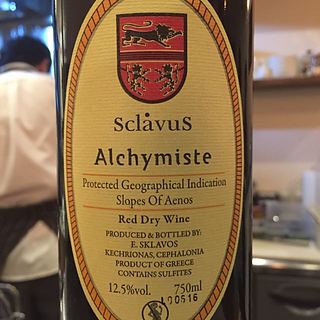 sclåvus
Alchymiste
Protected Geographical Indication
Slopes Of Aenos
Red Dry Wine
PRODUCED & BOTTLED BY:
E. SKLAVOS
KECHRIONAS, CEPHALONIA
PRODUCT OF GREECE
CONTAINS SULFITES
12.5%vol. 750ml
L00516